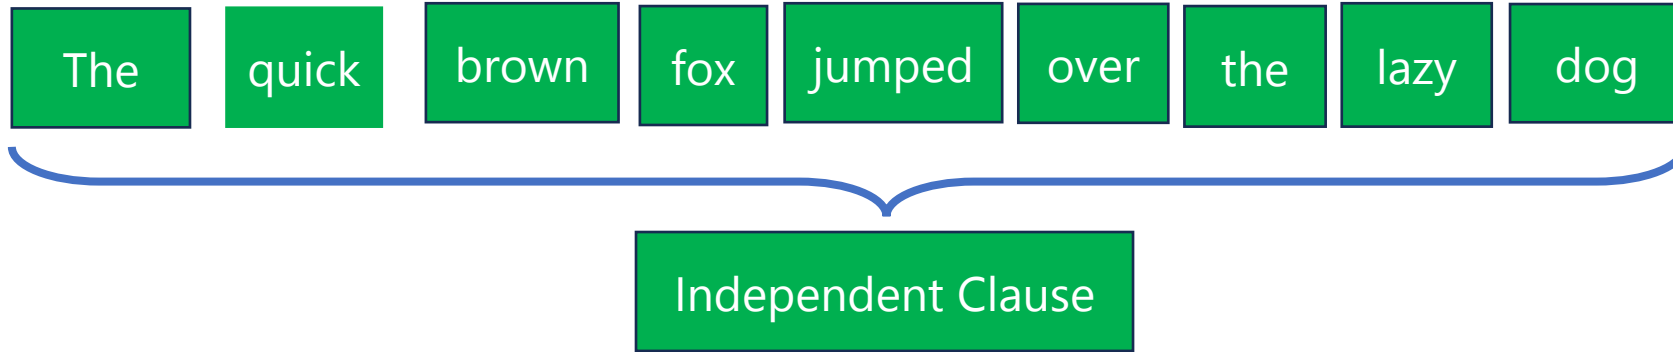 The quick brown fox jumped over the lazy dog
Independent Clause